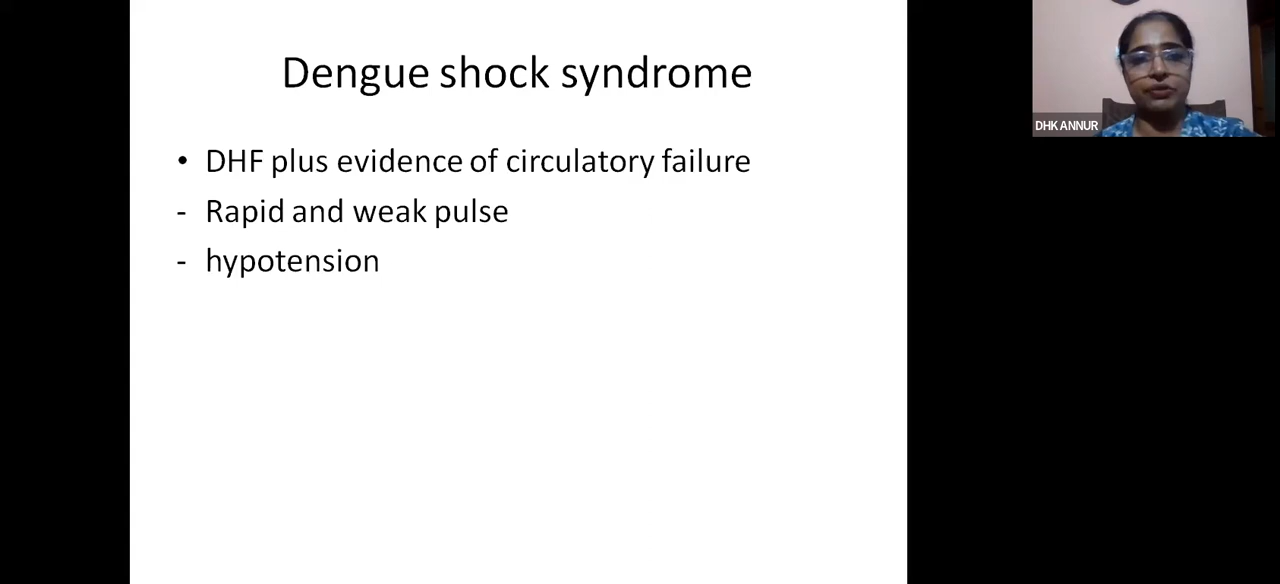 Dengue shock syndrome
• DHF plus evidence of circulatory failure
- Rapid and weak pulse
- hypotension
DHK ANNUR